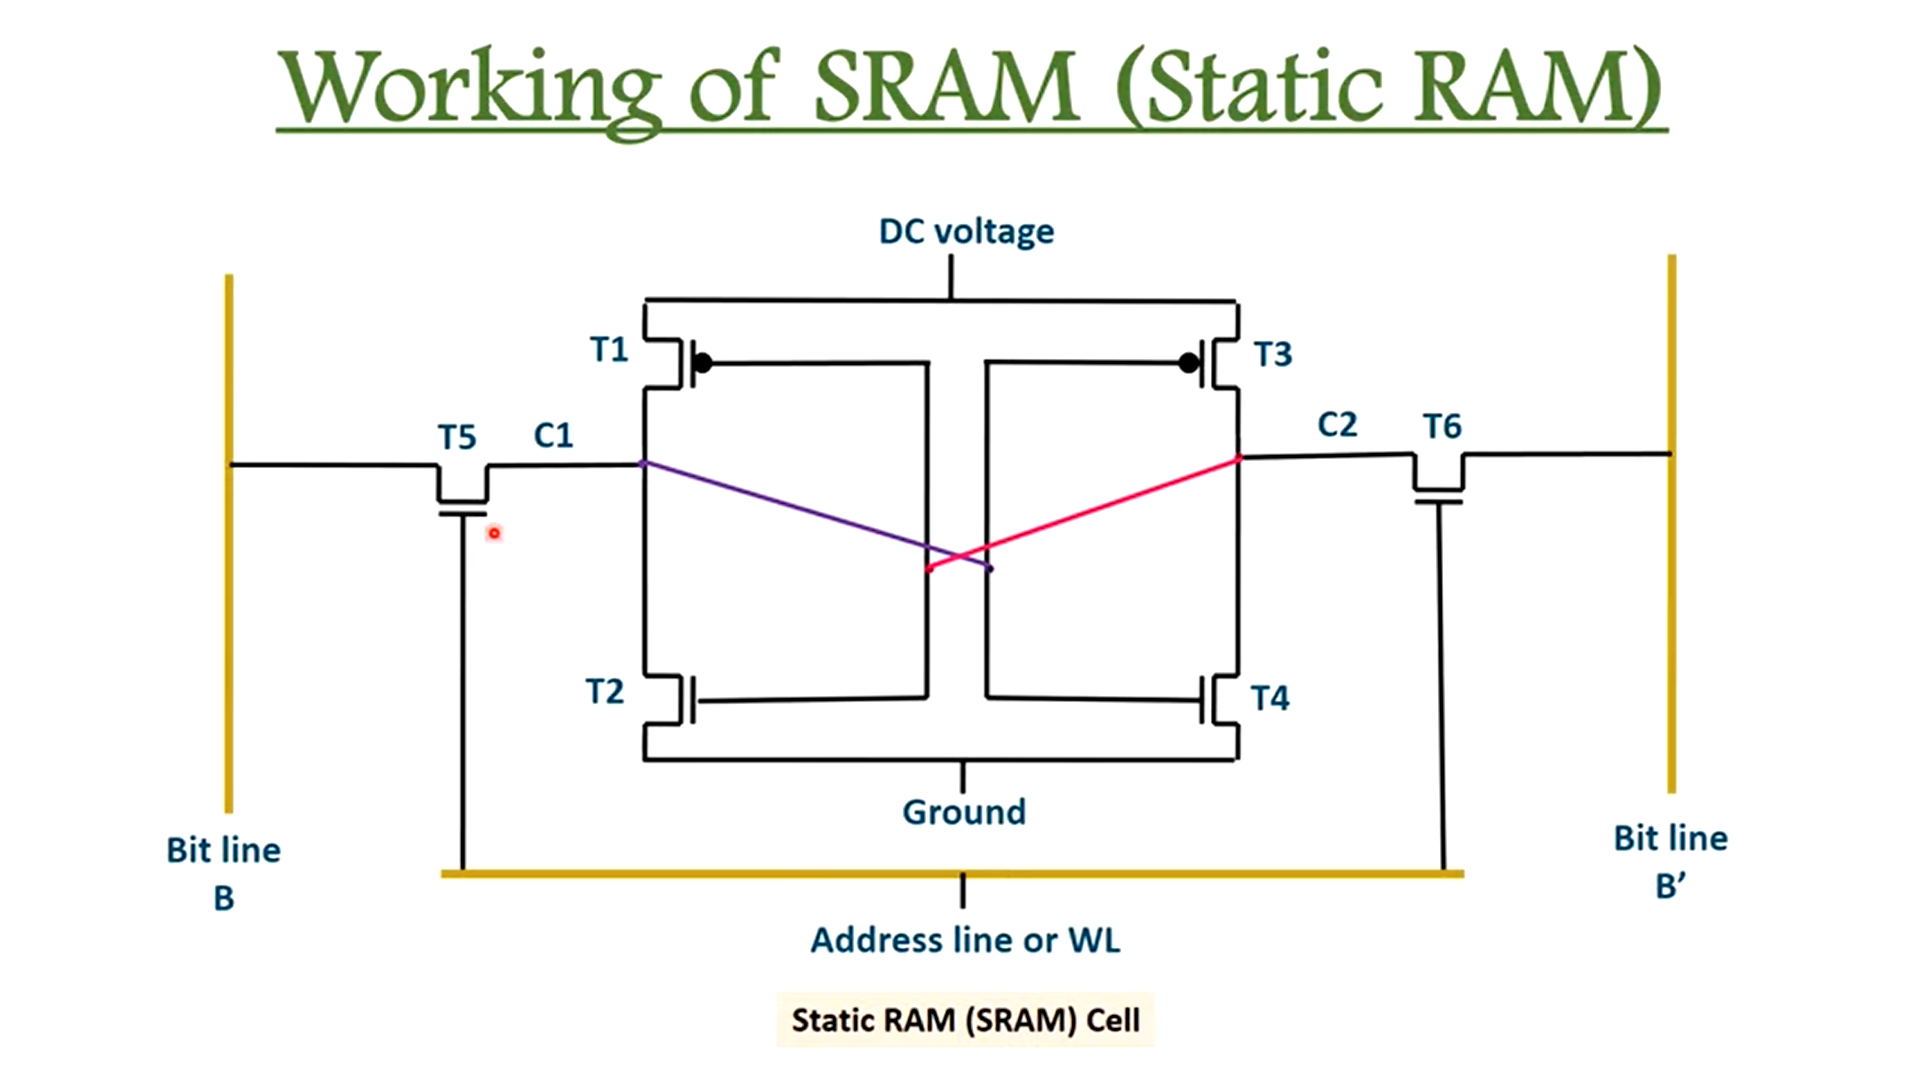 Working of SRAM (Static RAM)
DC voltage
T1
T3
T5
C1
C2
T6
T2
T4
Ground
Bit line
B
Bit line
B’
Address line or WL
Static RAM (SRAM) Cell